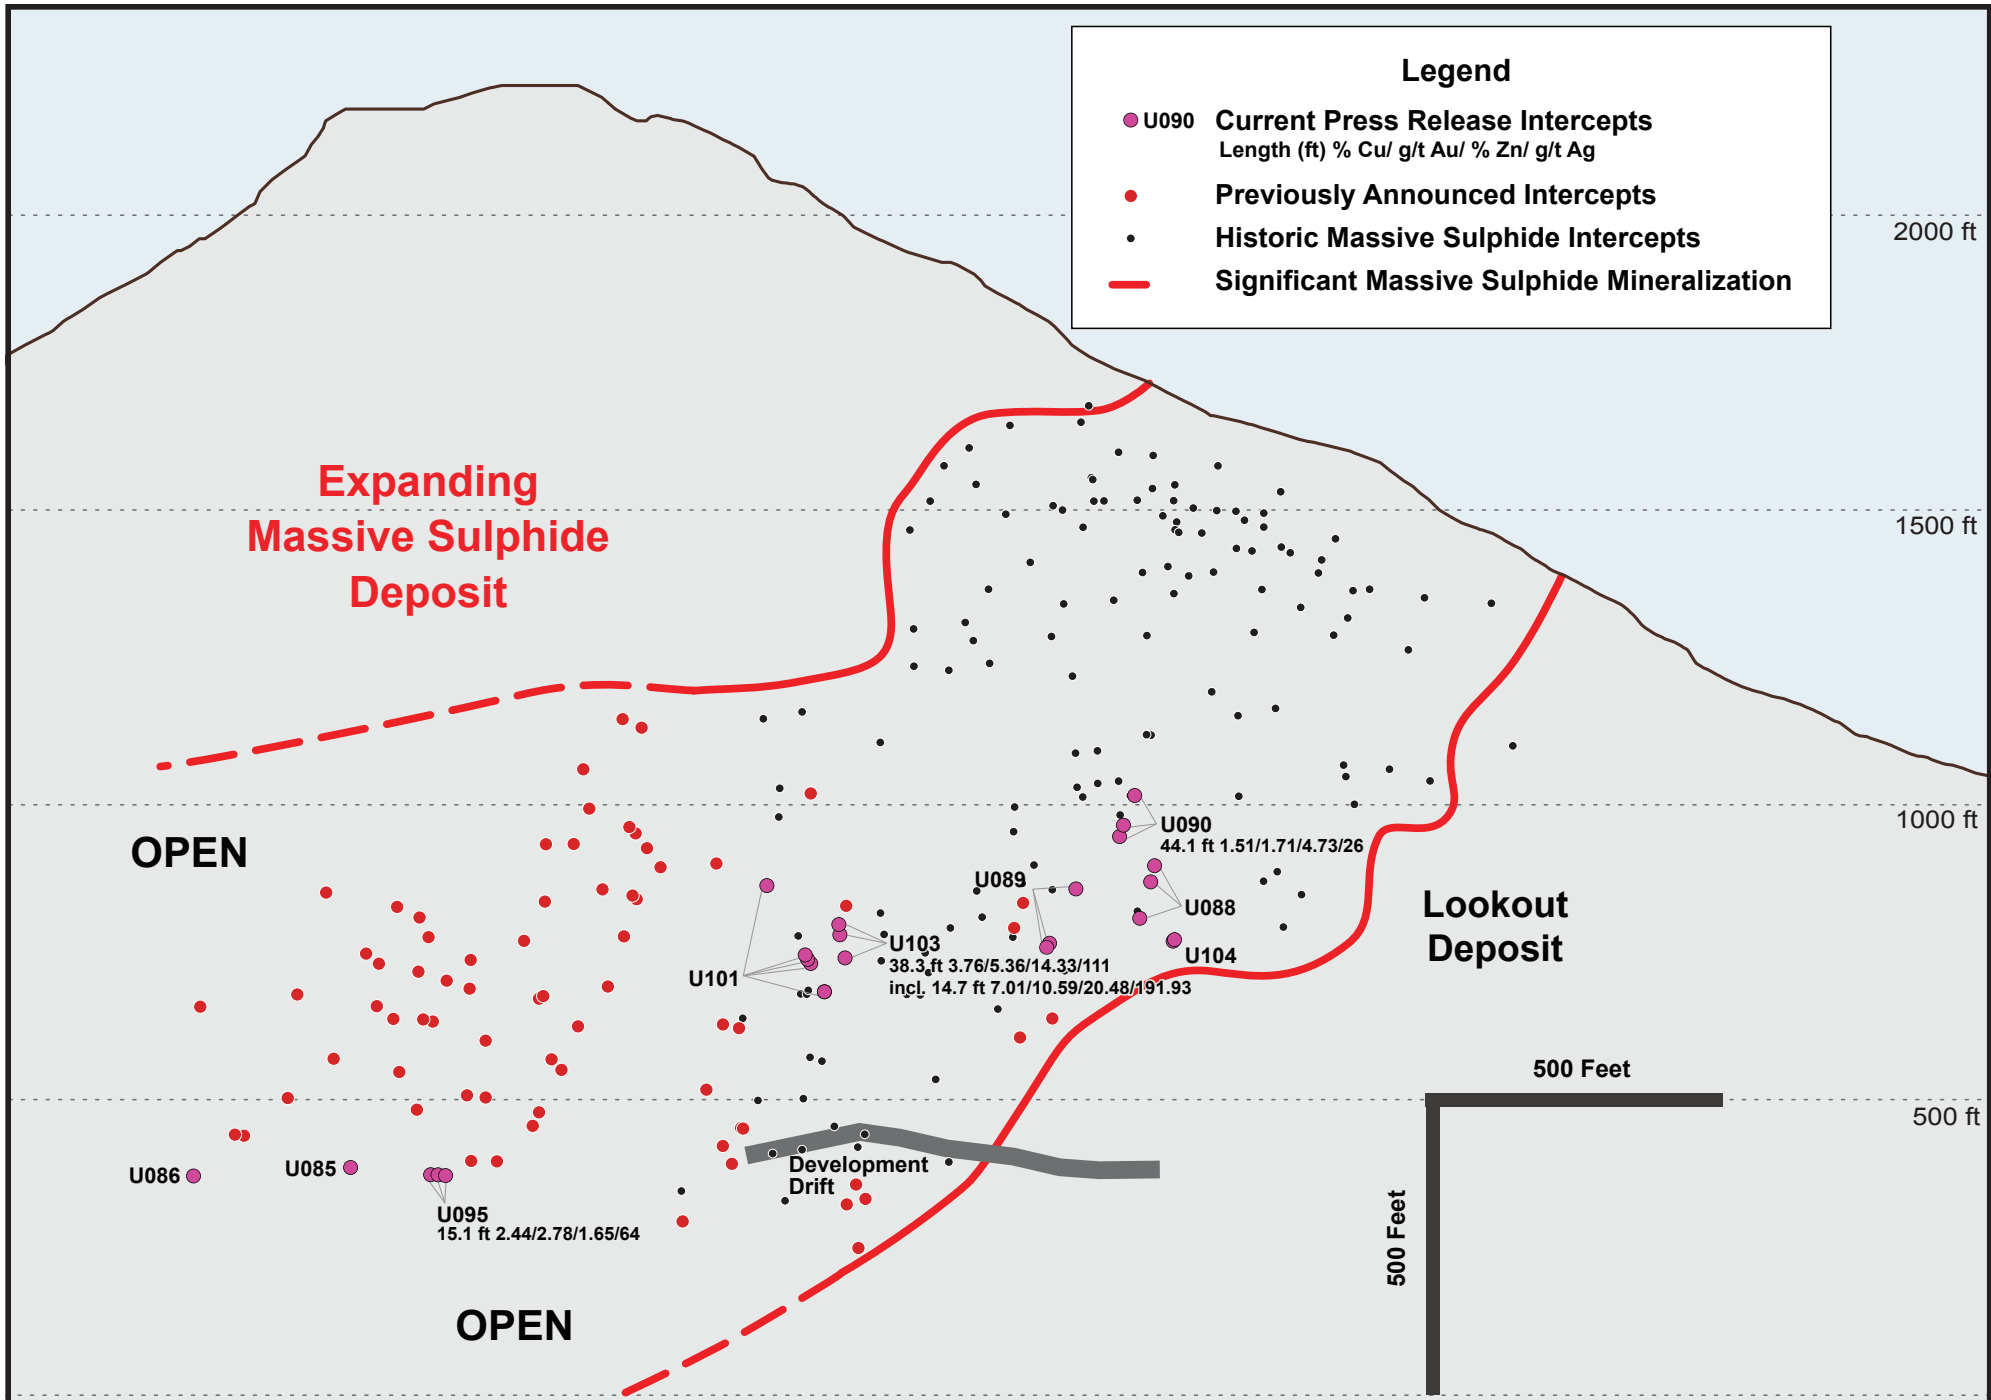 Legend
U090 Current Press Release Intercepts
Length (ft) % Cu/ g/t Au/ % Zn/ g/t Ag
Previously Announced Intercepts
Historic Massive Sulphide Intercepts
Significant Massive Sulphide Mineralization
2000 ft
Expanding
Massive Sulphide
Deposit
1500 ft
1000 ft
OPEN
U090
44.1 ft 1.51/1.71/4.73/26
U089
U088
Lookout
Deposit
U103
38.3 ft 3.76/5.36/14.33/111
incl. 14.7 ft 7.01/10.59/20.48/191.93
U104
U101
500 Feet
500 ft
500 Feet
Development
Drift
U086
U085
U095
15.1 ft 2.44/2.78/1.65/64
OPEN